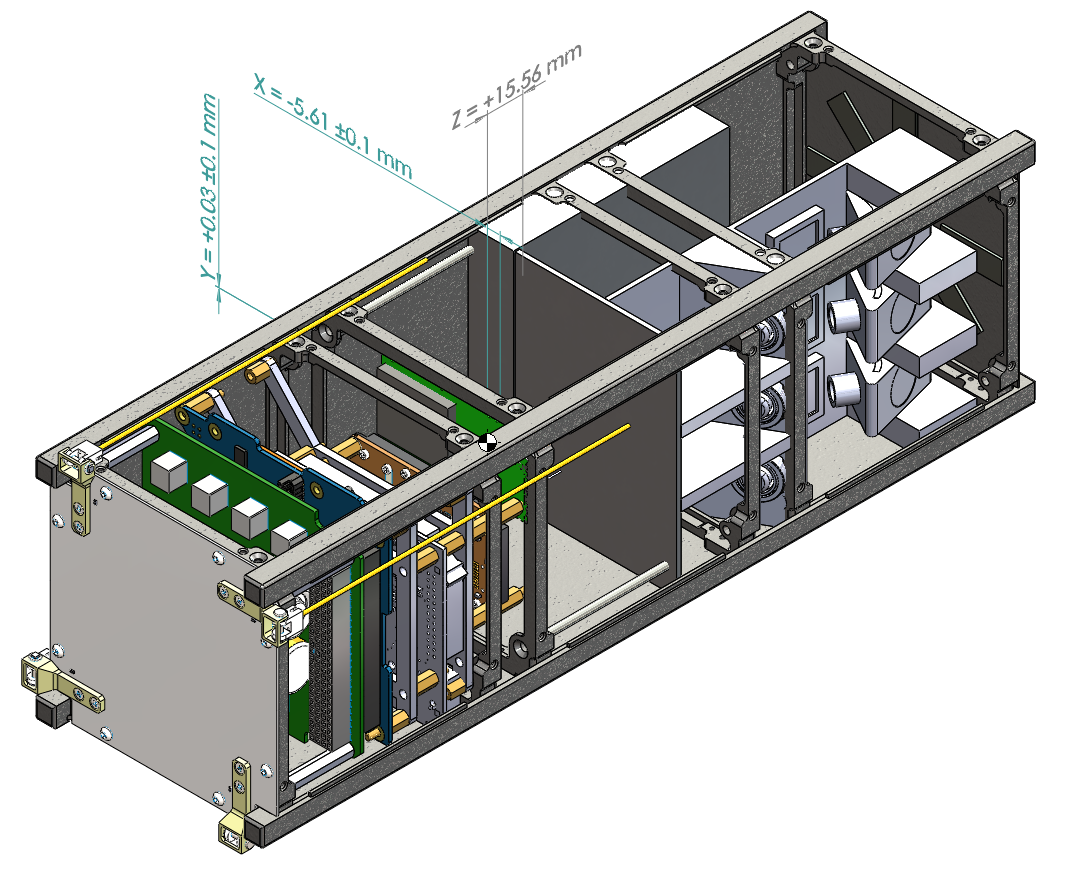 X = -5.61 ±0.1 mm
Y = +0.03 ±0.1 mm
Z = +15.56 mm